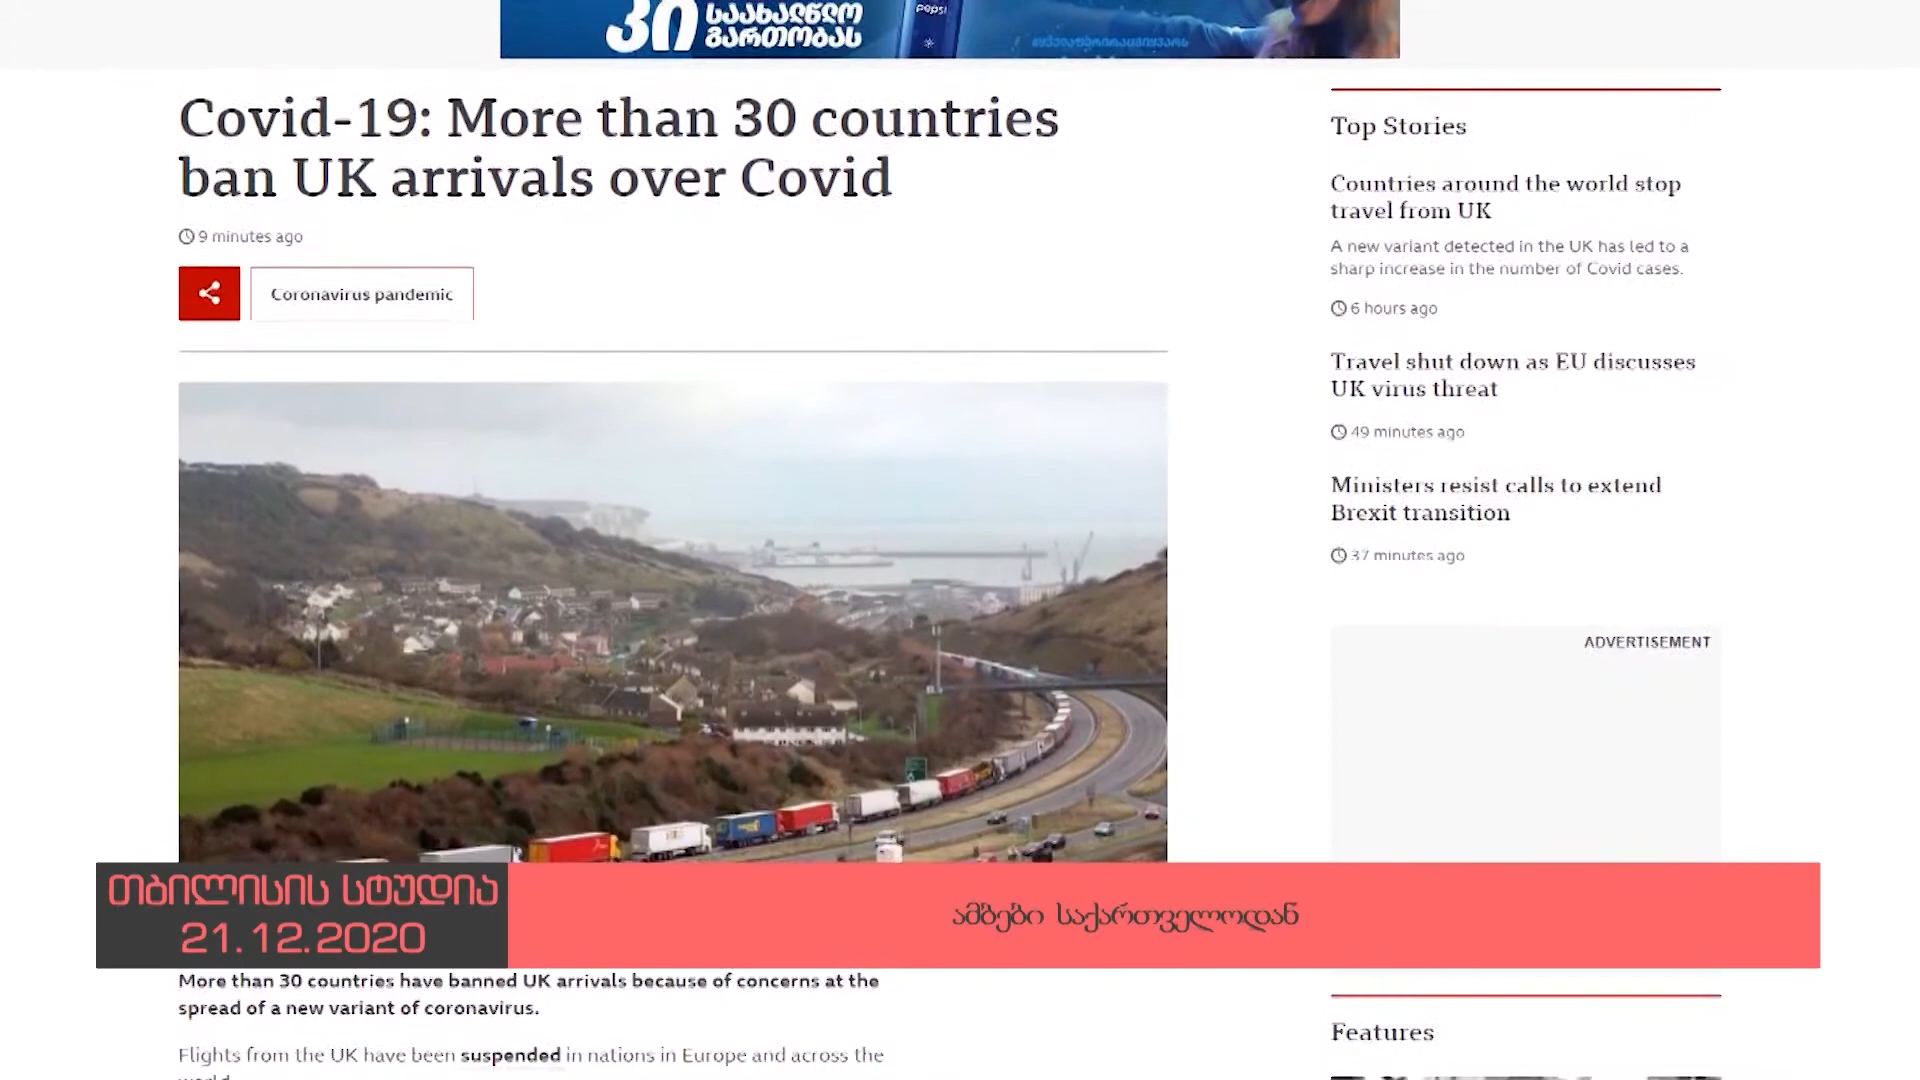 კი საახალწლო
გართობას
pepsi
#ყველაფერირაცგიყვარს
Covid-19: More than 30 countries
ban UK arrivals over Covid
9 minutes ago
Coronavirus pandemic
Top Stories
Countries around the world stop
travel from UK
A new variant detected in the UK has led to a
sharp increase in the number of Covid cases.
6 hours ago
Travel shut down as EU discusses
UK virus threat
49 minutes ago
Ministers resist calls to extend
Brexit transition
37 minutes ago
ADVERTISEMENT
თბილისის სტუდია
21.12.2020
ამბები საქართველოდან
More than 30 countries have banned UK arrivals because of concerns at the
spread of a new variant of coronavirus.
Flights from the UK have been suspended in nations in Europe and across the
world.
Features